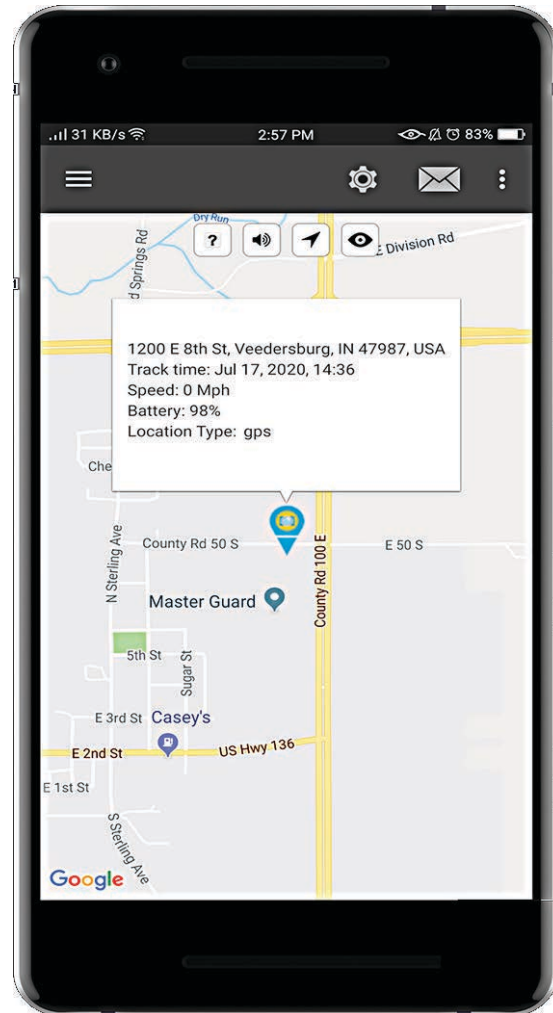 31 KB/s 2:57 PM 83%
Dry Run
?
E Division Rd
d Springs Rd
1200 E 8th St, Veedersburg, IN 47987, USA
Track time: Jul 17, 2020, 14:36
Speed: 0 Mph
Battery: 98%
Location Type: gps
Che
N Sterling Ave
County Rd 50 S
E 50 S
County Rd 100 E
Master Guard
5th St
Sugar St
E 3rd St
Casey's
E 2nd St
US Hwy 136
E 1st St
S Sterling Ave
Google